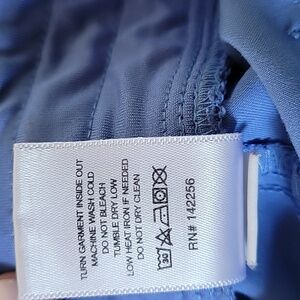 TURN GARMENT INSIDE OUT
MACHINE WASH COLD
DO NOT BLEACH
TUMBLE DRY LOW
LOW HEAT IRON IF NEEDED
DO NOT DRY CLEAN
RN# 142256